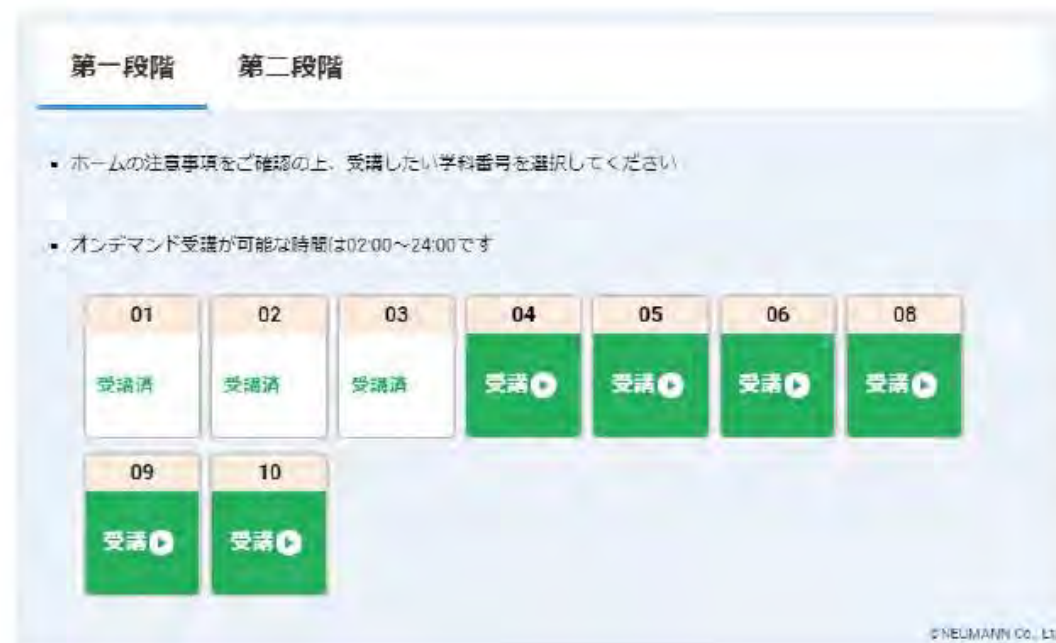 第一段階 第二段階
▪ ホームの注意事項をご確認の上、受講したい学科番号を選択してください
▪ オンデマンド受講が可能な時間は02:00～24:00です
01 02 03 04 05 06 08
受講済 受講済 受講済 受講 受講 受講 受講
09 10
受講 受講
©NEUMANN Co., Lt